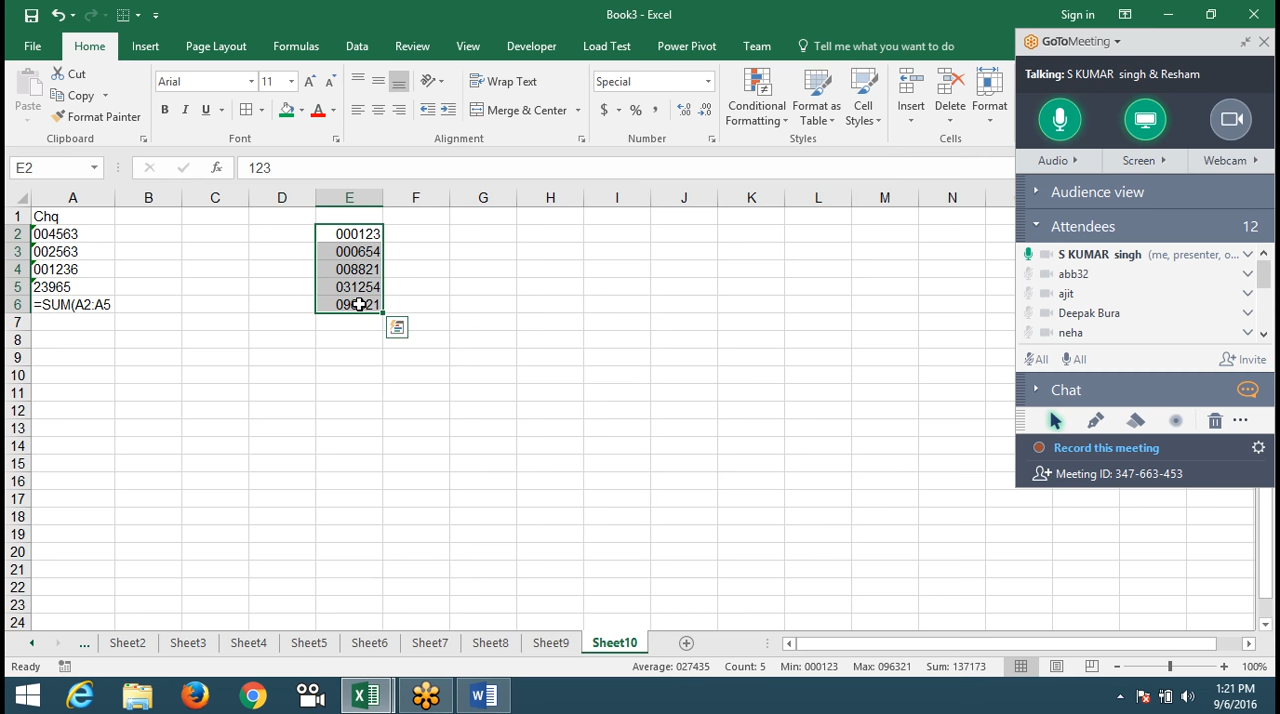 Book3 - Excel
Sign in
File Home Insert Page Layout Formulas Data Review View Developer Load Test Power Pivot Team Tell me what you want to do
Paste
Cut
Copy
Format Painter
Clipboard
Arial 11
B I U
Font
Wrap Text
Merge & Center
Alignment
Special
$ % ,
Number
Conditional Formatting
Format as Table
Cell Styles
Styles
Insert
Delete
Format
Cells
E2
fx
123
A B C D E F G H I J K L M N
1 Chq
2 004563 000123
3 002563 000654
4 001236 008821
5 23965 031254
6 =SUM(A2:A5
7
8
9
10
11
12
13
14
15
16
17
18
19
20
21
22
23
24
... Sheet2 Sheet3 Sheet4 Sheet5 Sheet6 Sheet7 Sheet8 Sheet9 Sheet10
Ready
Average: 027435 Count: 5 Min: 000123 Max: 096321 Sum: 137173
100%
1:21 PM
9/6/2016
GoToMeeting
Talking: S KUMAR singh & Resham
Audio Screen Webcam
Audience view
Attendees 12
S KUMAR singh (me, presenter, o...
abb32
ajit
Deepak Bura
neha
All All Invite
Chat
Record this meeting
Meeting ID: 347-663-453